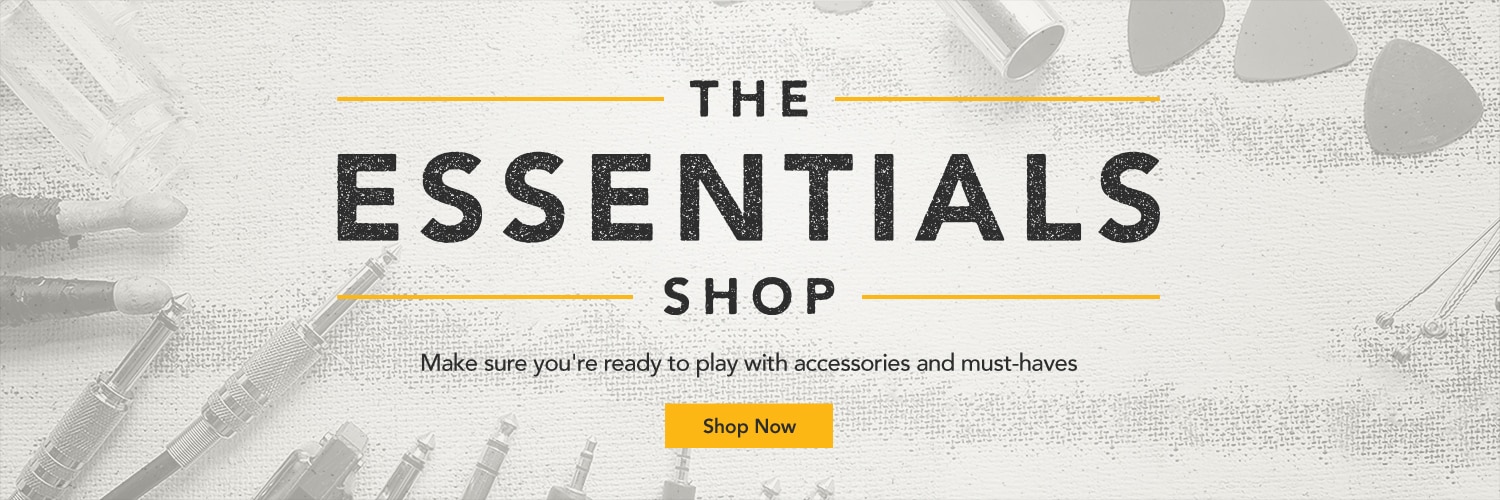 THE
ESSENTIALS
SHOP
Make sure you're ready to play with accessories and must-haves
Shop Now